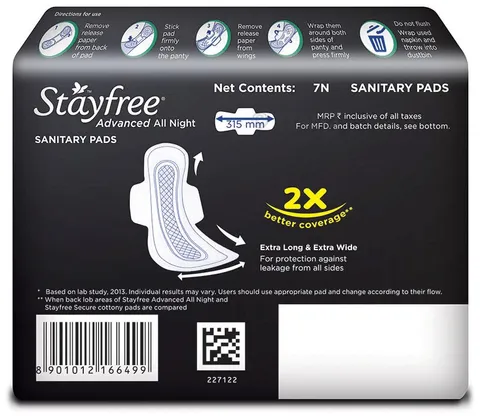 Directions for use
Remove release paper from back of pad
Stick pad firmly onto the panty
Remove release paper from wings
Wrap them around both sides of panty and press firmly
Do not flush
Wrap used napkin and throw into dustbin
Stayfree®
Advanced All Night
SANITARY PADS
Net Contents: 7N SANITARY PADS
315 mm
MRP ₹ inclusive of all taxes
For MFD. and batch details, see bottom.
2X
better coverage**
Extra Long & Extra Wide
For protection against
leakage from all sides
* Based on lab study, 2013. Individual results may vary. Users should use appropriate pad and change according to their flow.
** When back lob areas of Stayfree Advanced All Night and
Stayfree Secure cottony pads are compared
8 901012 166499
227122